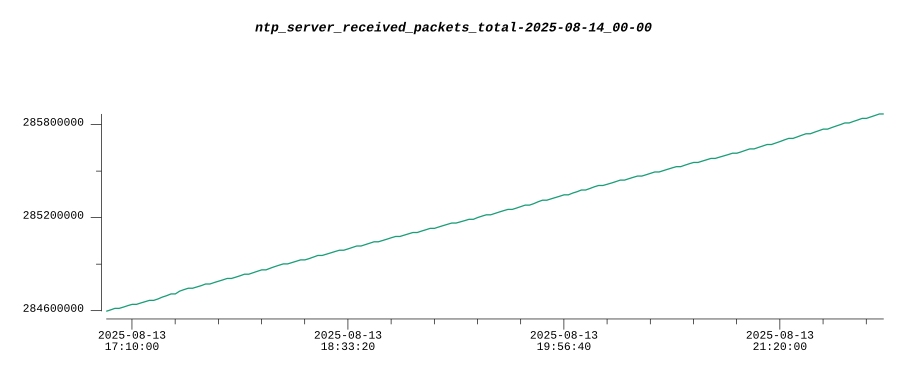 ntp_server_received_packets_total-2025-08-14_00-00
285800000
285200000
284600000
2025-08-13 2025-08-13 2025-08-13 2025-08-13
17:10:00 18:33:20 19:56:40 21:20:00